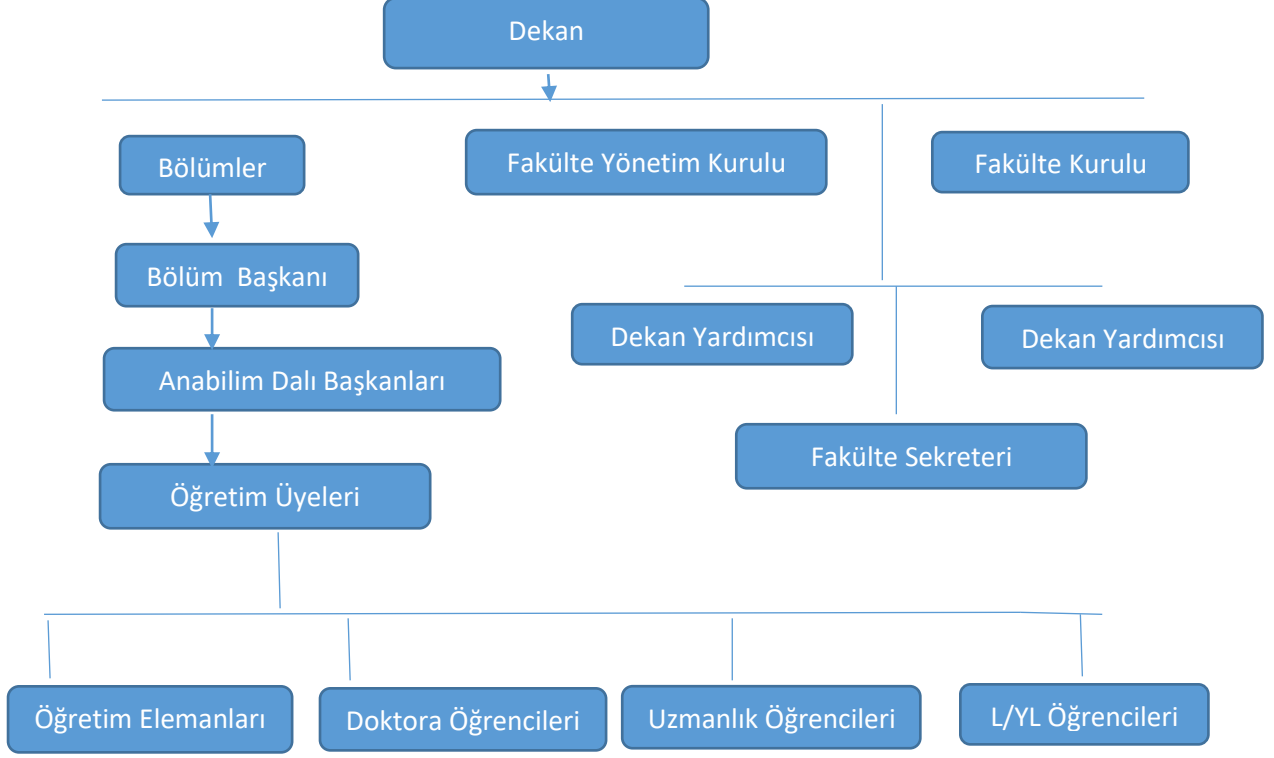 Dekan
Bölümler
Fakülte Yönetim Kurulu
Fakülte Kurulu
Bölüm  Başkanı
Dekan Yardımcısı
Dekan Yardımcısı
Anabilim Dalı Başkanları
Fakülte Sekreteri
Öğretim Üyeleri
Öğretim Elemanları
Doktora Öğrencileri
Uzmanlık Öğrencileri
L/YL Öğrencileri